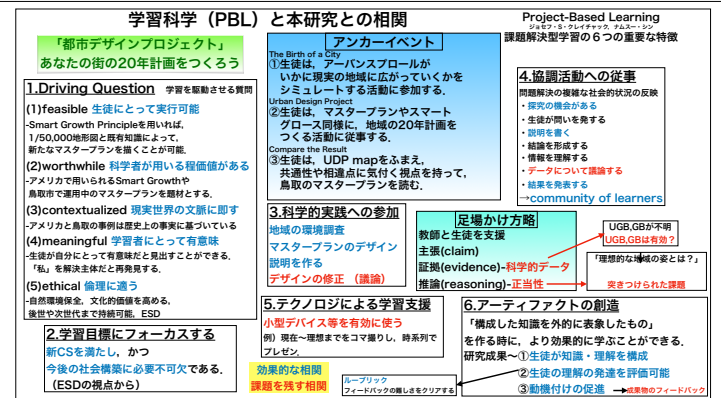 学習科学（PBL）と本研究との相関
Project-Based Learning
ジョセフ・S・クレイチャック，ナムスー・シン
課題解決型学習の６つの重要な特徴
「都市デザインプロジェクト」
あなたの街の20年計画をつくろう
1.Driving Question 学習を駆動させる質問
(1)feasible 生徒にとって実行可能
-Smart Growth Principleを用いれば，
1/50,000地形図と既有知識によって，
新たなマスタープランを描くことが可能．
(2)worthwhile 科学者が用いる程価値がある
-アメリカで用いられるSmart Growthや
鳥取市で運用中のマスタープランを題材とする．
(3)contextualized 現実世界の文脈に即す
-アメリカと鳥取の事例は歴史上の事実に基づいている
(4)meaningful 学習者にとって有意味
-生徒が自分にとって有意味だと見出すことができる．
「私」を解決主体だと再発見する．
(5)ethical 倫理に適う
-自然環境保全，文化的価値を高める，
後世や次世代まで持続可能，ESD
2.学習目標にフォーカスする
新CSを満たし，かつ
今後の社会構築に必要不可欠である．
（ESDの視点から）
アンカーイベント
The Birth of a City
①生徒は，アーバンスプロールが
いかに現実の地域に広がっていくかを
シミュレートする活動に参加する．
Urban Design Project
②生徒は，マスタープランやスマート
グロース同様に，地域の20年計画を
つくる活動に従事する．
Compare the Result
③生徒は，UDP mapをふまえ，
共通性や相違点に気付く視点を持って，
鳥取のマスタープランを読む．
3.科学的実践への参加
地域の環境調査
マスタープランのデザイン
説明を作る
デザインの修正 （議論）
足場かけ方略
教師と生徒を支援
主張(claim)
証拠(evidence)-科学的データ
推論(reasoning)-正当性
4.協調活動への従事
問題解決の複雑な社会的状況の反映
・探究の機会がある
・生徒が問いを発する
・説明を書く
・結論を形成する
・情報を理解する
・データについて議論する
・結果を発表する
→community of learners
UGB,GBが不明
UGB,GBは有効？
「理想的な地域の姿とは？」
突きつけられた課題
5.テクノロジによる学習支援
小型デバイス等を有効に使う
例）現在〜理想までをコマ撮りし，時系列で
プレゼン．
効果的な相関
課題を残す相関
6.アーティファクトの創造
「構成した知識を外的に表象したもの」
を作る時に，より効果的に学ぶことができる．
研究成果〜①生徒が知識・理解を構成
②生徒の理解の発達を評価可能
③動機付けの促進
成果物のフィードバック
ルーブリック
フィードバックの難しさをクリアする